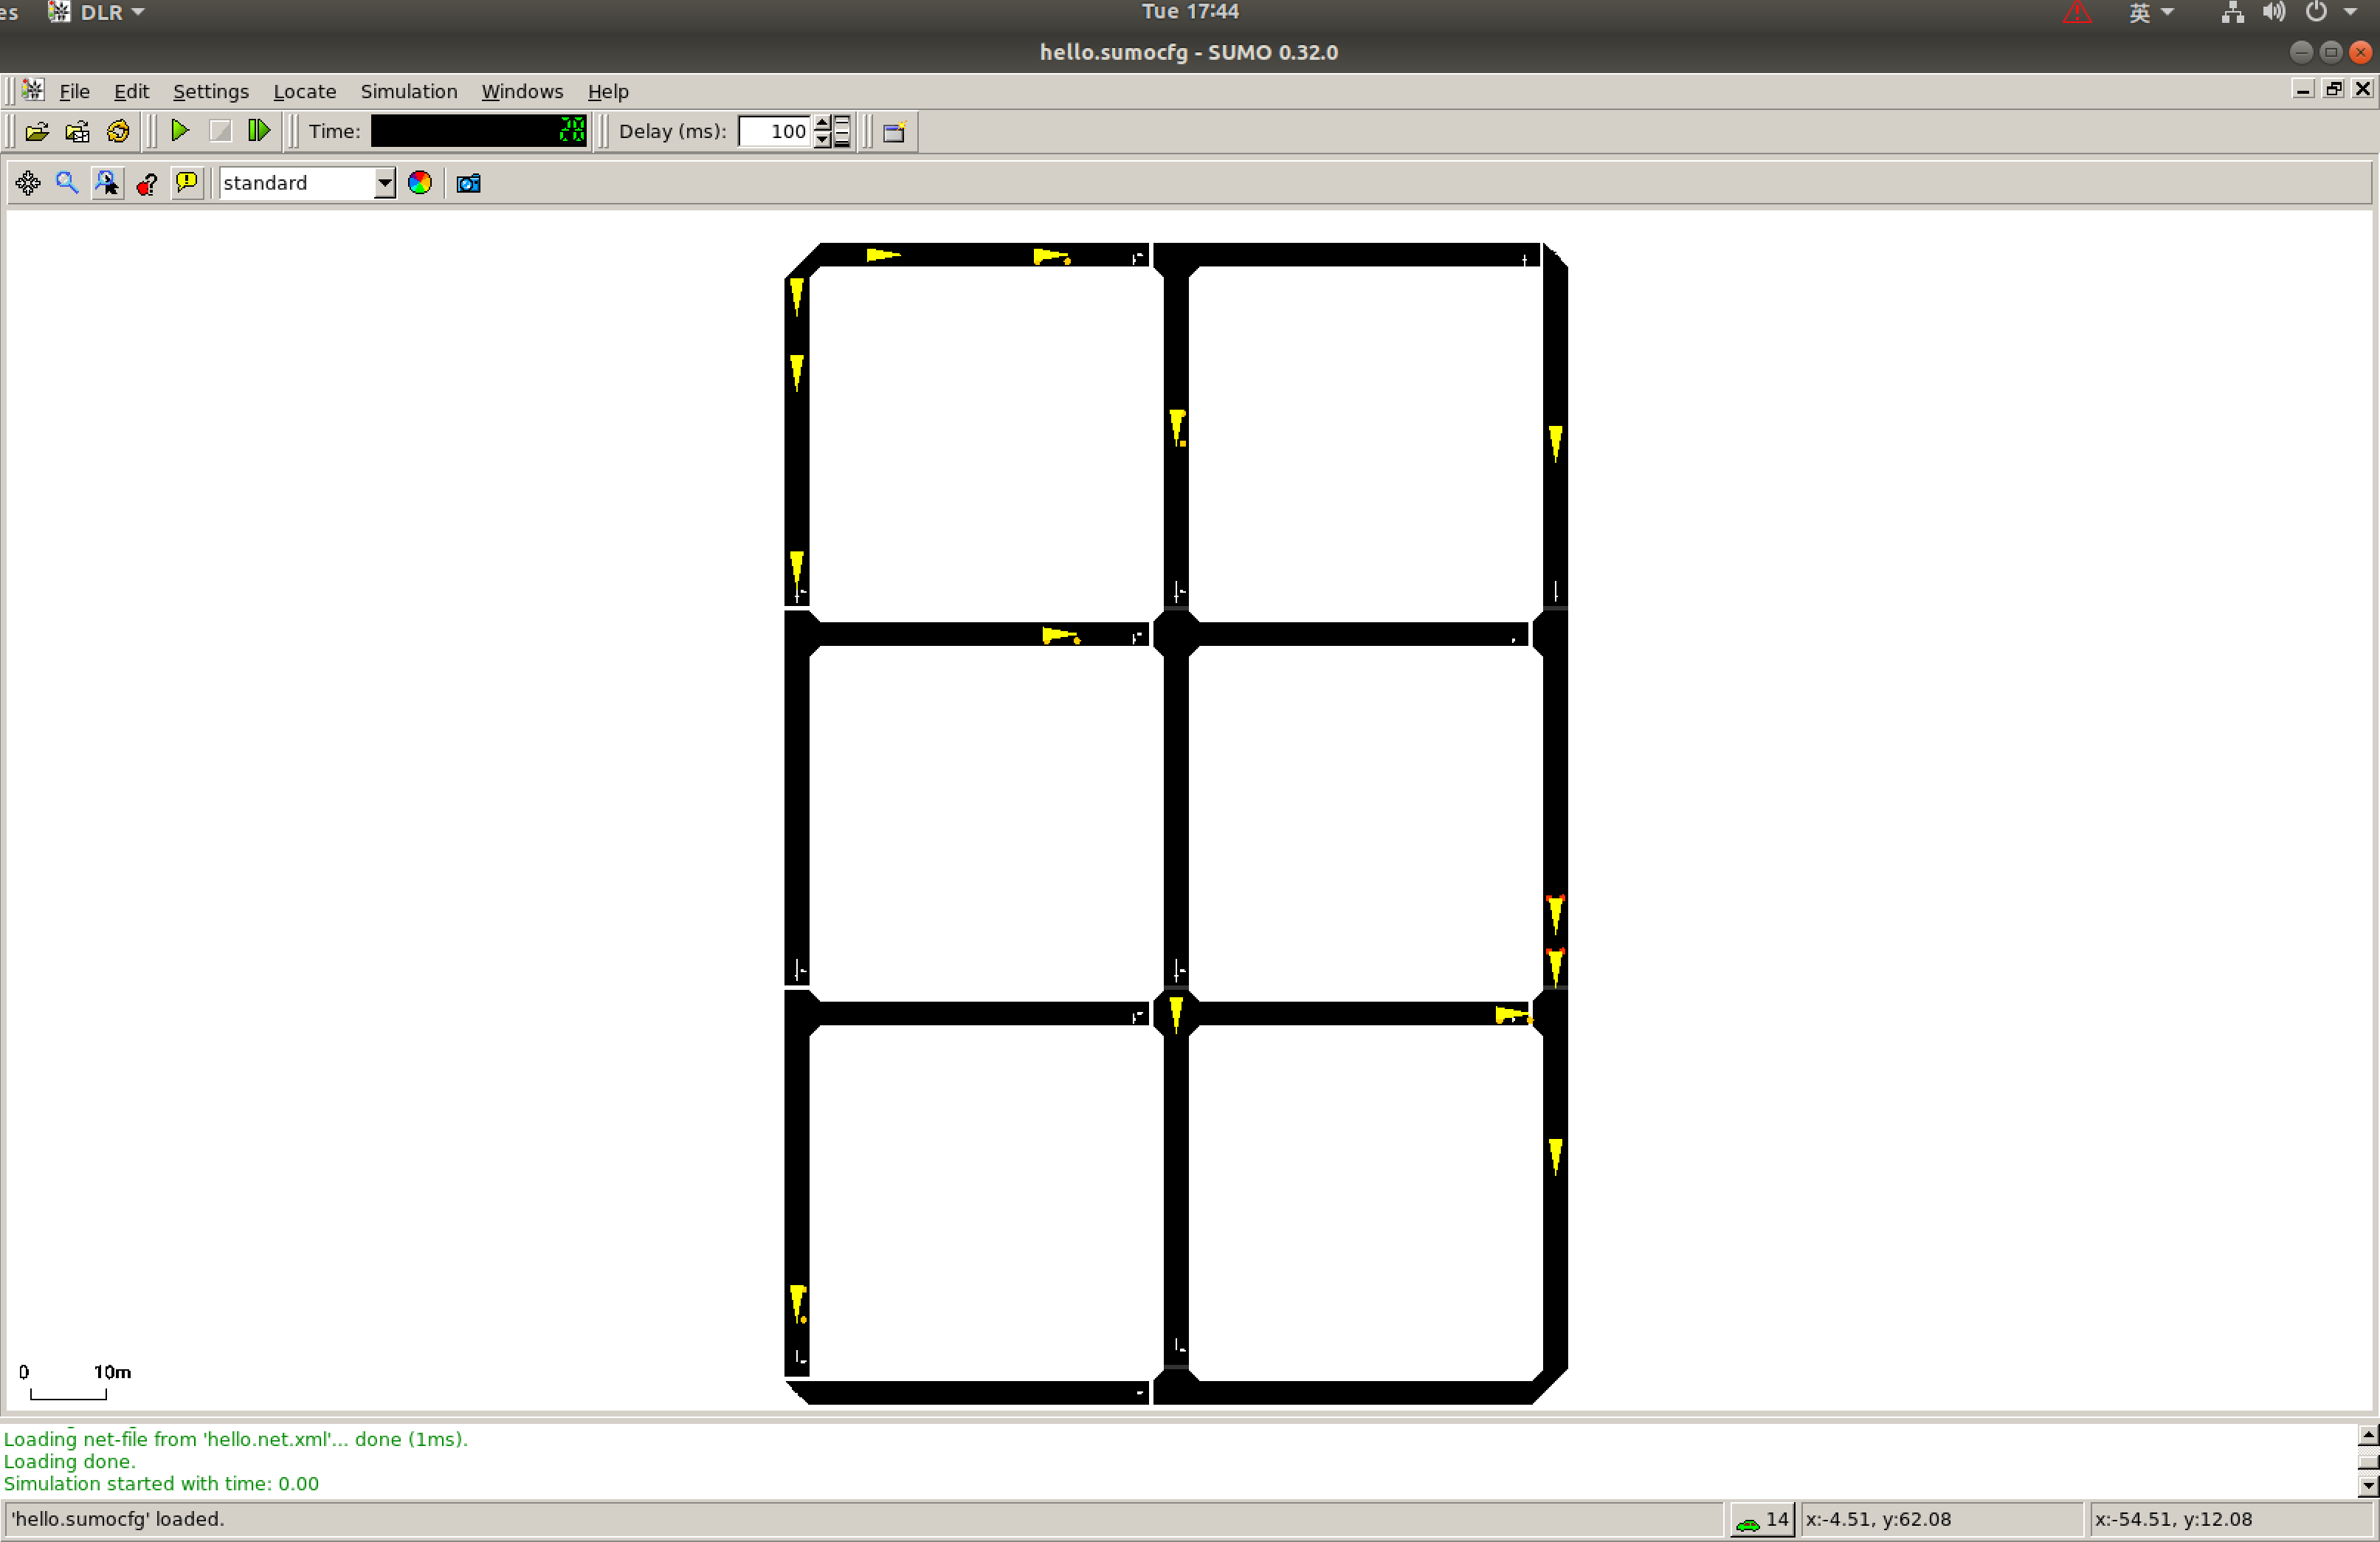 es DLR Tue 17:44 英
hello.sumocfg - SUMO 0.32.0
File Edit Settings Locate Simulation Windows Help
Time: 28 Delay (ms): 100
standard
0 10m
Loading net-file from 'hello.net.xml'... done (1ms).
Loading done.
Simulation started with time: 0.00
'hello.sumocfg' loaded. 14 x:-4.51, y:62.08 x:-54.51, y:12.08